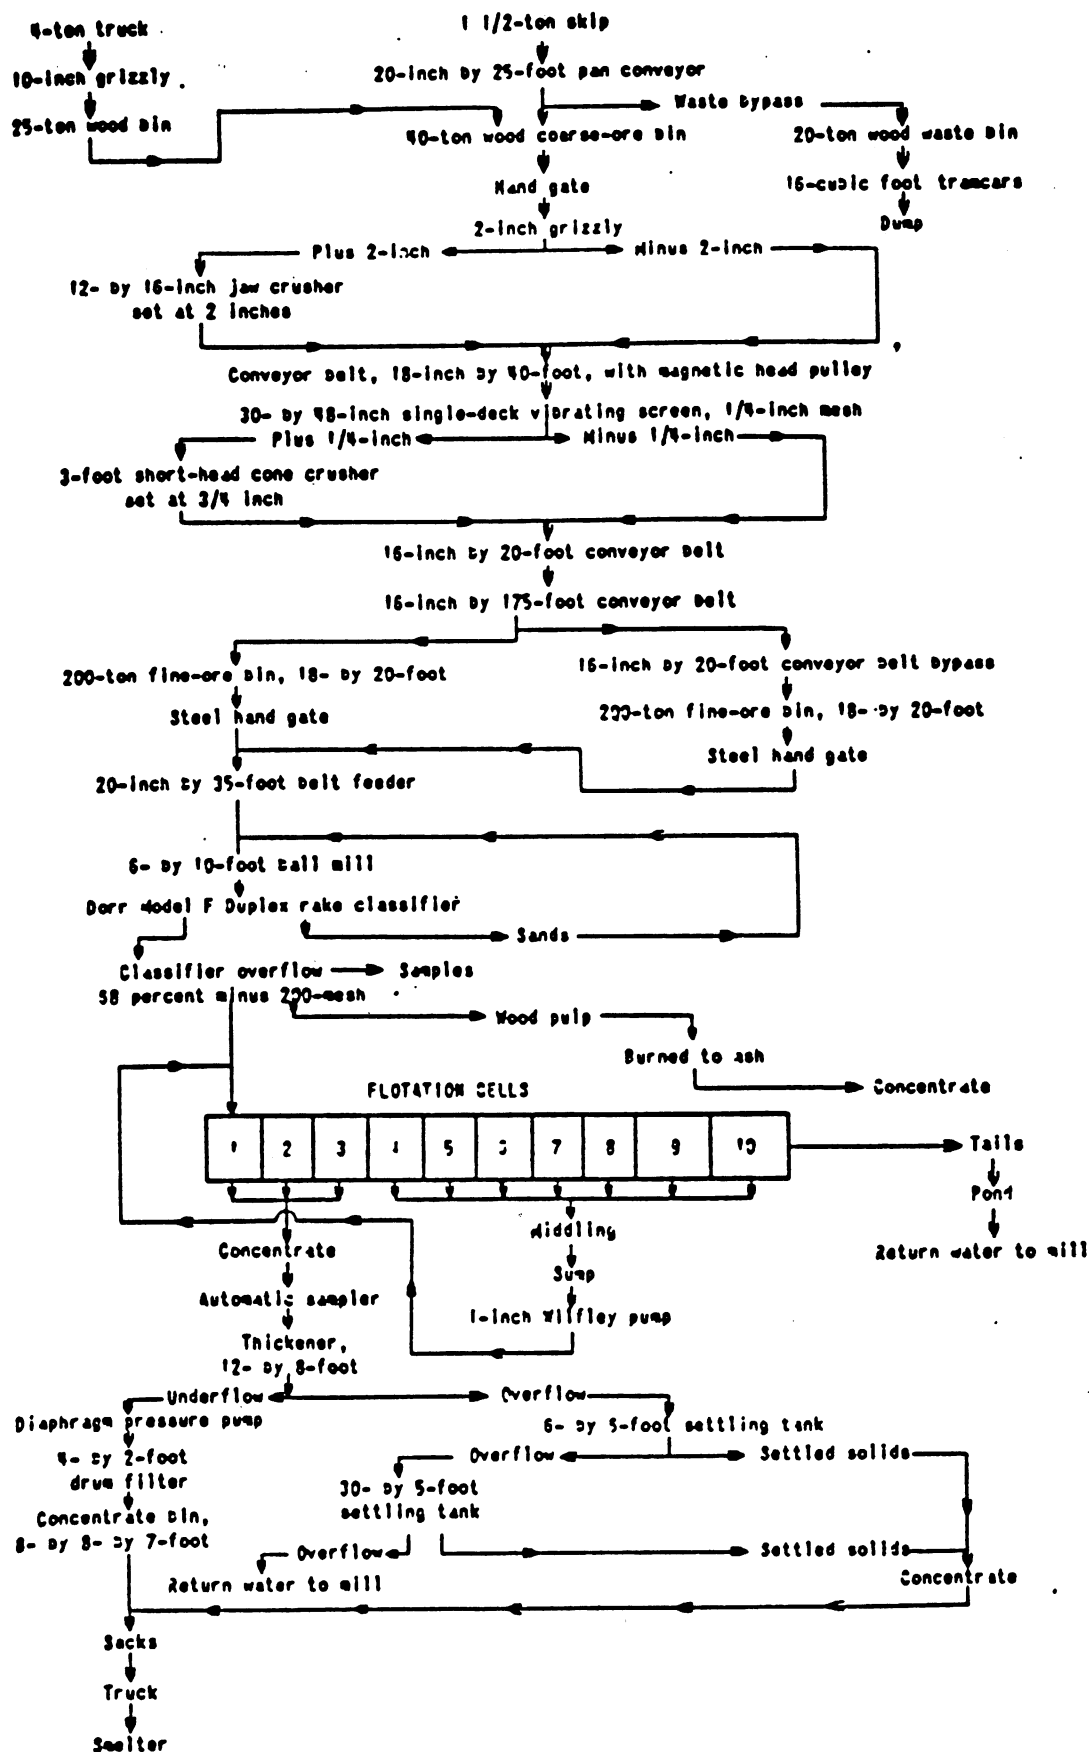 4-ton truck
1 1/2-ton skip
10-inch grizzly
20-inch by 25-foot pan conveyor
25-ton wood bin
Waste bypass
40-ton wood coarse-ore bin
20-ton wood waste bin
Hand gate
16-cubic foot tramcars
2-inch grizzly
Dump
Plus 2-inch
Minus 2-inch
12- by 16-inch jaw crusher
set at 2 inches
Conveyor belt, 18-inch by 40-foot, with magnetic head pulley
30- by 48-inch single-deck vibrating screen, 1/4-inch mesh
Plus 1/4-inch
Minus 1/4-inch
3-foot short-head cone crusher
set at 3/4 inch
16-inch by 20-foot conveyor belt
16-inch by 175-foot conveyor belt
200-ton fine-ore bin, 18- by 20-foot
16-inch by 20-foot conveyor belt bypass
Steel hand gate
200-ton fine-ore bin, 18- by 20-foot
Steel hand gate
20-inch by 35-foot belt feeder
6- by 10-foot ball mill
Dorr Model F Duplex rake classifier
Sands
Classifier overflow
Samples
58 percent minus 200-mesh
Wood pulp
Burned to ash
Concentrate
FLOTATION CELLS
1 2 3 4 5 6 7 8 9 10
Tails
Pond
Return water to mill
Middling
Concentrate
Sump
Automatic sampler
1-inch Wilfley pump
Thickener,
12- by 8-foot
Underflow
Overflow
Diaphragm pressure pump
6- by 5-foot settling tank
4- by 2-foot
drum filter
Overflow
Settled solids
30- by 5-foot
settling tank
Concentrate bin,
8- by 8- by 7-foot
Overflow
Settled solids
Return water to mill
Concentrate
Sacks
Truck
Smelter